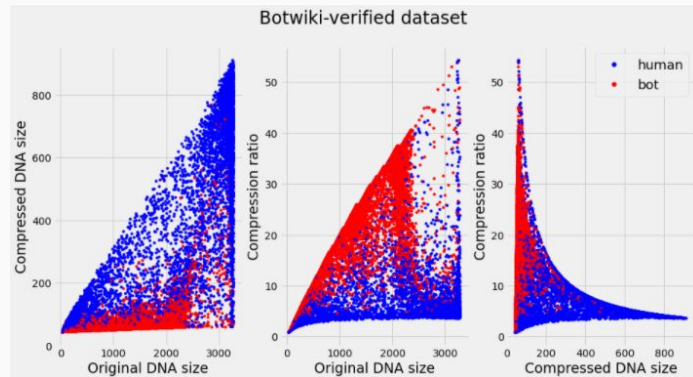 Botwiki-verified dataset
human
bot
Compressed DNA size
800
600
400
200
0
0 1000 2000 3000
Original DNA size
Compression ratio
50
40
30
20
10
0
0 1000 2000 3000
Original DNA size
Compression ratio
50
40
30
20
10
0
0 200 400 600 800
Compressed DNA size